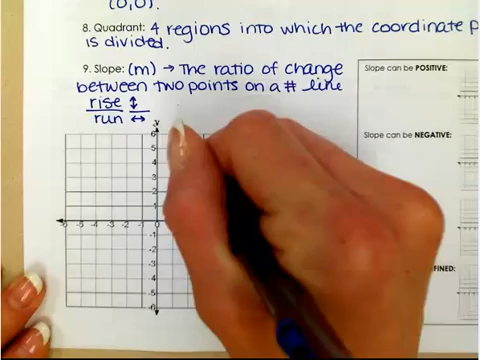 (0,0).
8. Quadrant: 4 regions into which the coordinate
is divided.
9. Slope: (m) → The ratio of change
between two points on a # line
rise ↕
run ↔
Slope can be POSITIVE:
Slope can be NEGATIVE:
y
6
5
4
3
2
1
-6 -5 -4 -3 -2 -1 0
-1
-2
-3
-4
-5
-6